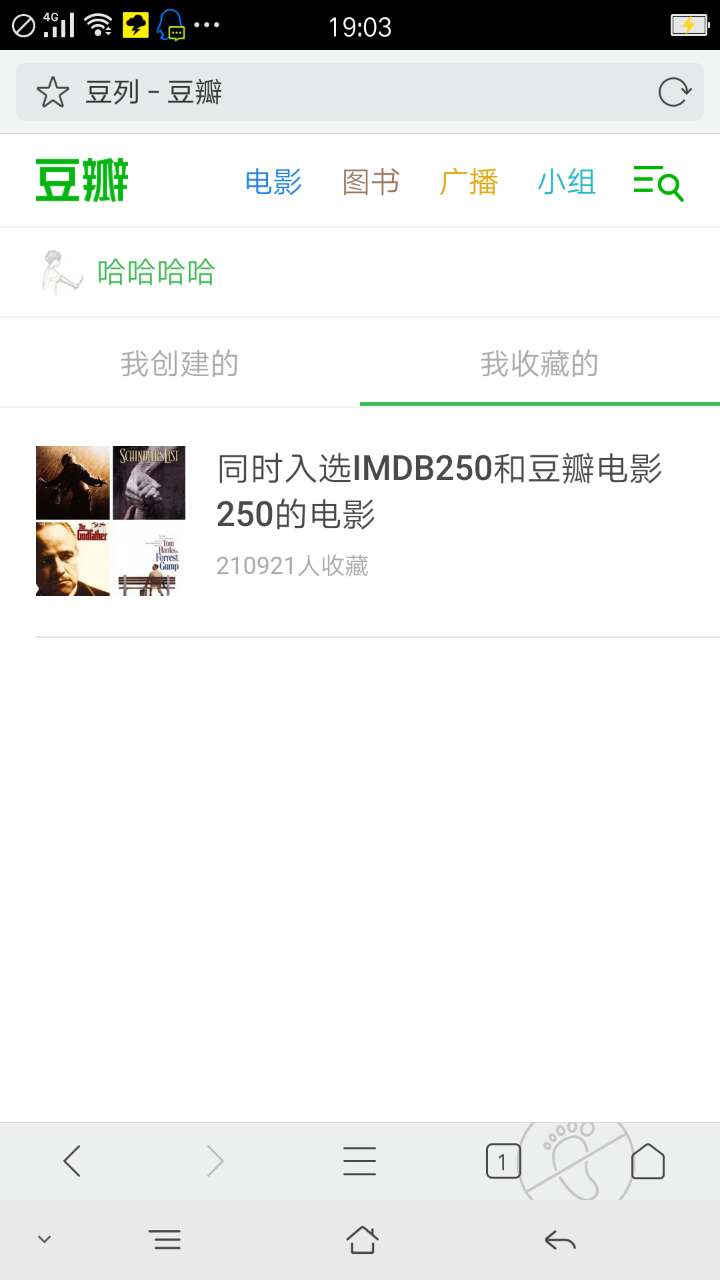 4G
19:03
豆列 - 豆瓣
豆瓣
电影
图书
广播
小组
哈哈哈哈
我创建的
我收藏的
SCHINDLER'S LIST
The Godfather
Tom Hanks
Forrest Gump
同时入选IMDB250和豆瓣电影
250的电影
210921人收藏
1